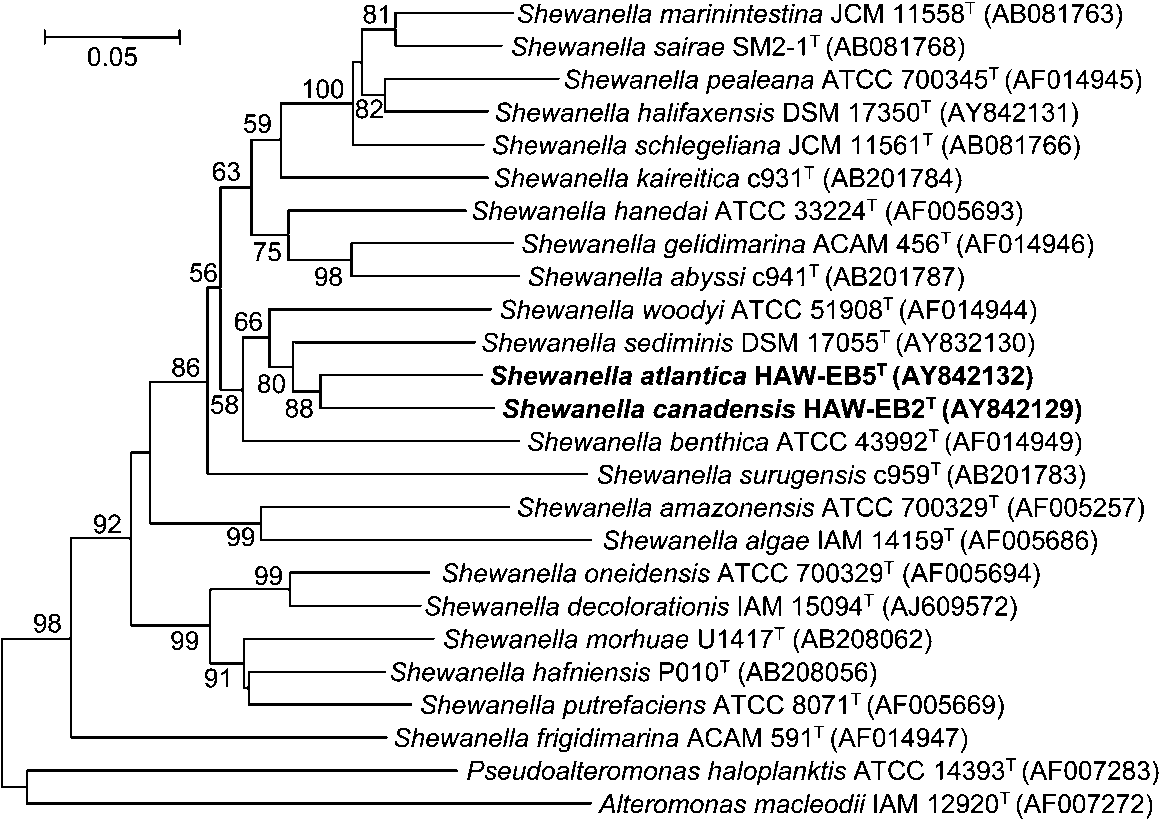 81
Shewanella marinintestina JCM 11558ᵀ (AB081763)
0.05
Shewanella sairae SM2-1ᵀ (AB081768)
Shewanella pealeana ATCC 700345ᵀ (AF014945)
100
82
Shewanella halifaxensis DSM 17350ᵀ (AY842131)
59
Shewanella schlegeliana JCM 11561ᵀ (AB081766)
63
Shewanella kaireitica c931ᵀ (AB201784)
Shewanella hanedai ATCC 33224ᵀ (AF005693)
75
Shewanella gelidimarina ACAM 456ᵀ (AF014946)
56
98
Shewanella abyssi c941ᵀ (AB201787)
Shewanella woodyi ATCC 51908ᵀ (AF014944)
66
Shewanella sediminis DSM 17055ᵀ (AY832130)
86
80
Shewanella atlantica HAW-EB5ᵀ (AY842132)
58
88
Shewanella canadensis HAW-EB2ᵀ (AY842129)
Shewanella benthica ATCC 43992ᵀ (AF014949)
Shewanella surugensis c959ᵀ (AB201783)
Shewanella amazonensis ATCC 700329ᵀ (AF005257)
92
99
Shewanella algae IAM 14159ᵀ (AF005686)
99
Shewanella oneidensis ATCC 700329ᵀ (AF005694)
Shewanella decolorationis IAM 15094ᵀ (AJ609572)
98
99
Shewanella morhuae U1417ᵀ (AB208062)
91
Shewanella hafniensis P010ᵀ (AB208056)
Shewanella putrefaciens ATCC 8071ᵀ (AF005669)
Shewanella frigidimarina ACAM 591ᵀ (AF014947)
Pseudoalteromonas haloplanktis ATCC 14393ᵀ (AF007283)
Alteromonas macleodii IAM 12920ᵀ (AF007272)